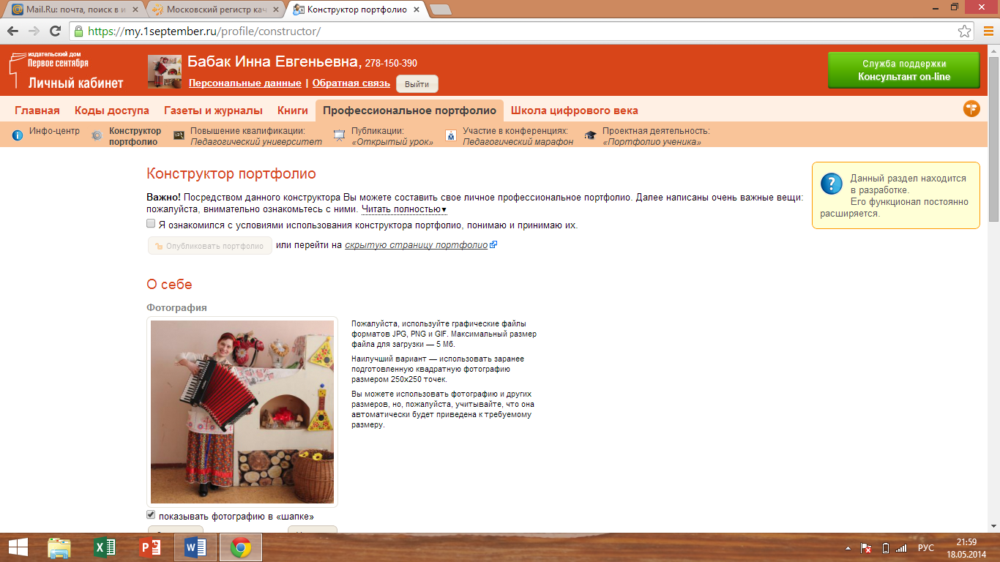 Mail.Ru: почта, поиск в и
Московский регистр кач
Конструктор портфолио
https://my.1september.ru/profile/constructor/
издательский дом
Первое сентября
Личный кабинет
Бабак Инна Евгеньевна, 278-150-390
Персональные данные | Обратная связь Выйти
Служба поддержки
Консультант on-line
Главная Коды доступа Газеты и журналы Книги Профессиональное портфолио Школа цифрового века
Инфо-центр
Конструктор
портфолио
Повышение квалификации:
Педагогический университет
Публикации:
«Открытый урок»
Участие в конференциях:
Педагогический марафон
Проектная деятельность:
«Портфолио ученика»
Конструктор портфолио
Важно! Посредством данного конструктора Вы можете составить свое личное профессиональное портфолио. Далее написаны очень важные вещи:
пожалуйста, внимательно ознакомьтесь с ними. Читать полностью▼
Я ознакомился с условиями использования конструктора портфолио, понимаю и принимаю их.
Опубликовать портфолио или перейти на скрытую страницу портфолио
Данный раздел находится
в разработке.
Его функционал постоянно
расширяется.
О себе
Фотография
Пожалуйста, используйте графические файлы
форматов JPG, PNG и GIF. Максимальный размер
файла для загрузки — 5 Мб.
Наилучший вариант — использовать заранее
подготовленную квадратную фотографию
размером 250x250 точек.
Вы можете использовать фотографию и других
размеров, но, пожалуйста, учитывайте, что она
автоматически будет приведена к требуемому
размеру.
показывать фотографию в «шапке»
РУС
21:59
18.05.2014